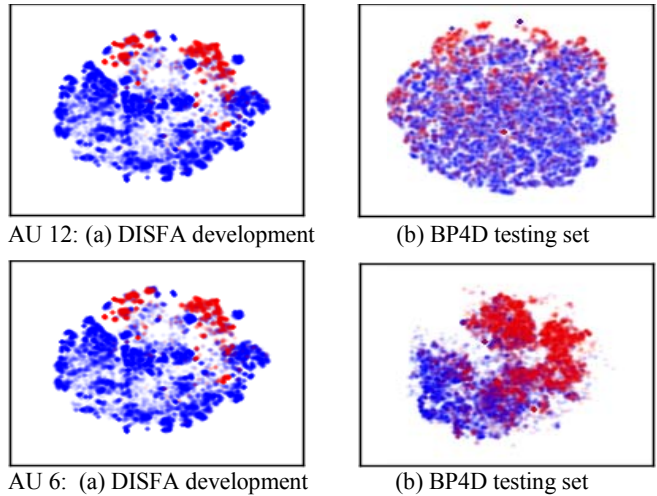 AU 12: (a) DISFA development (b) BP4D testing set
AU 6: (a) DISFA development (b) BP4D testing set